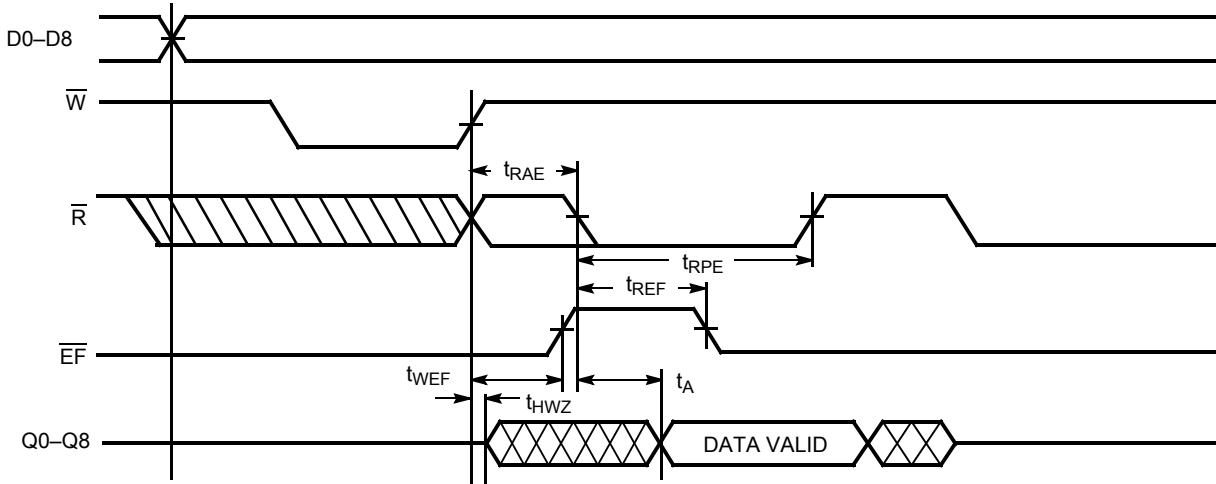 D0–D8
W
tRAE
R
tRPE
tREF
EF
tWEF
tA
tHWZ
Q0–Q8
DATA VALID